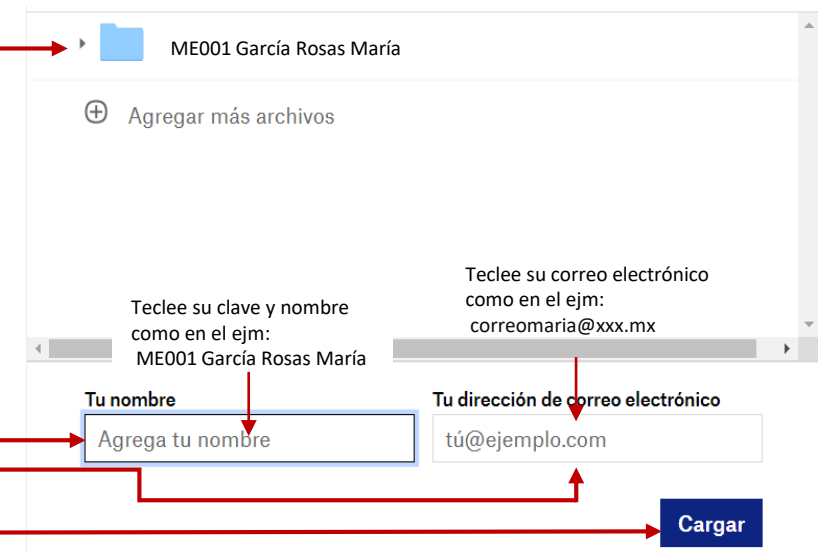 ME001 García Rosas María
Agregar más archivos
Teclee su correo electrónico
como en el ejm:
correomaria@xxx.mx
Teclee su clave y nombre
como en el ejm:
ME001 García Rosas María
Tu nombre
Tu dirección de correo electrónico
Agrega tu nombre
tú@ejemplo.com
Cargar